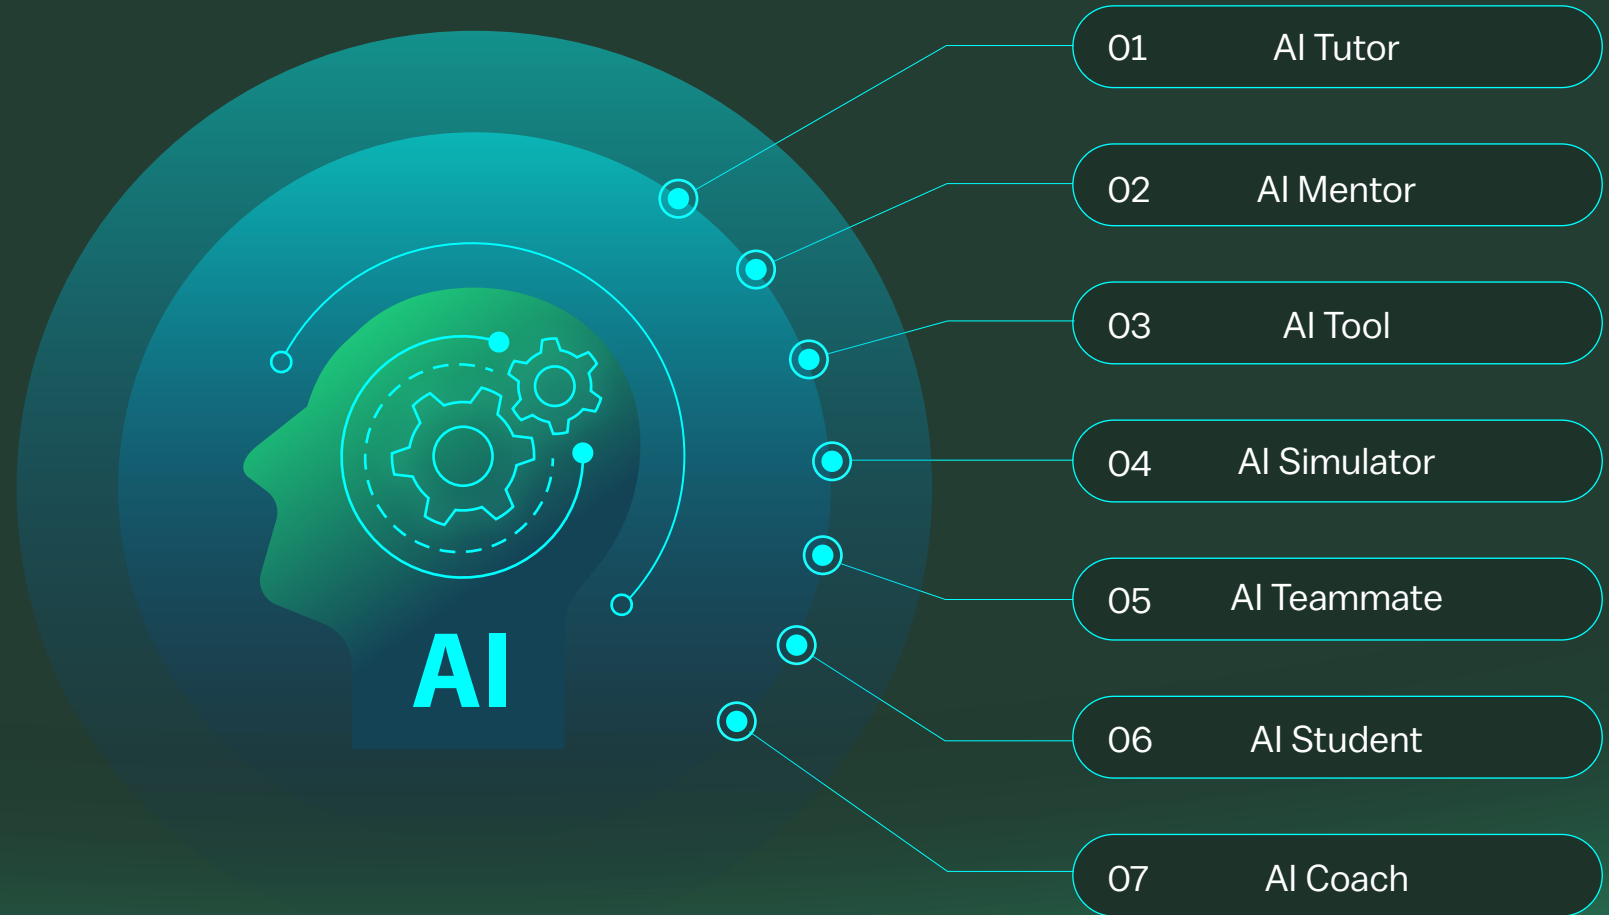 01 AI Tutor
02 AI Mentor
03 AI Tool
04 AI Simulator
05 AI Teammate
06 AI Student
07 AI Coach
AI